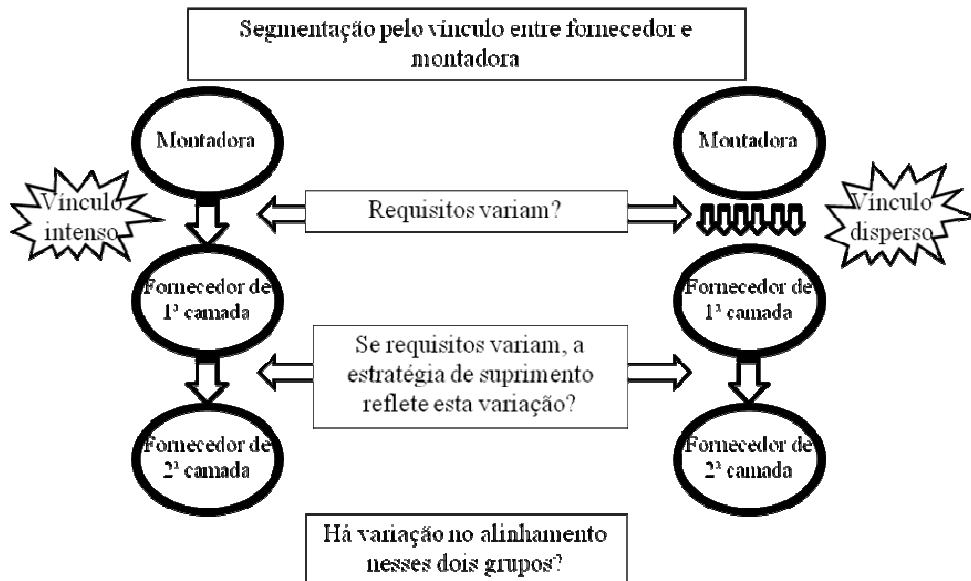 Segmentação pelo vínculo entre fornecedor e
montadora
Montadora
Montadora
Vínculo
intenso
Requisitos variam?
Vínculo
disperso
Fornecedor de
1ª camada
Fornecedor de
1ª camada
Se requisitos variam, a
estratégia de suprimento
reflete esta variação?
Fornecedor de
2ª camada
Fornecedor de
2ª camada
Há variação no alinhamento
nesses dois grupos?